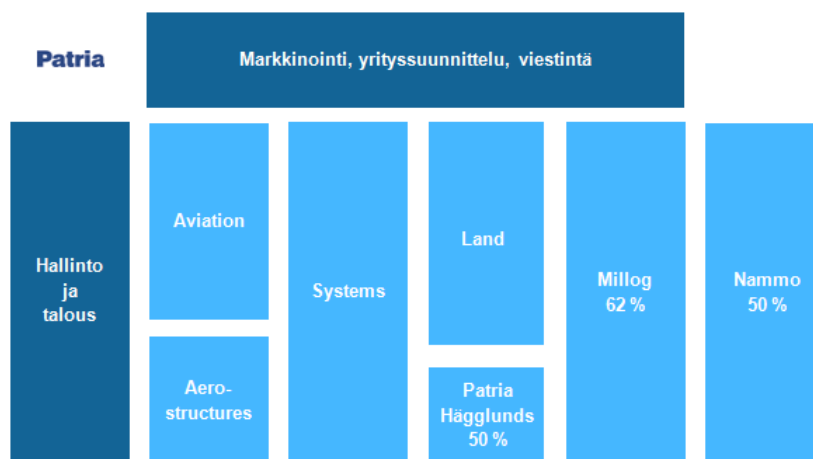 Patria
Markkinointi, yrityssuunnittelu, viestintä
Hallinto
ja
talous
Aviation
Aero-
structures
Systems
Land
Patria
Hägglunds
50 %
Millog
62 %
Nammo
50 %